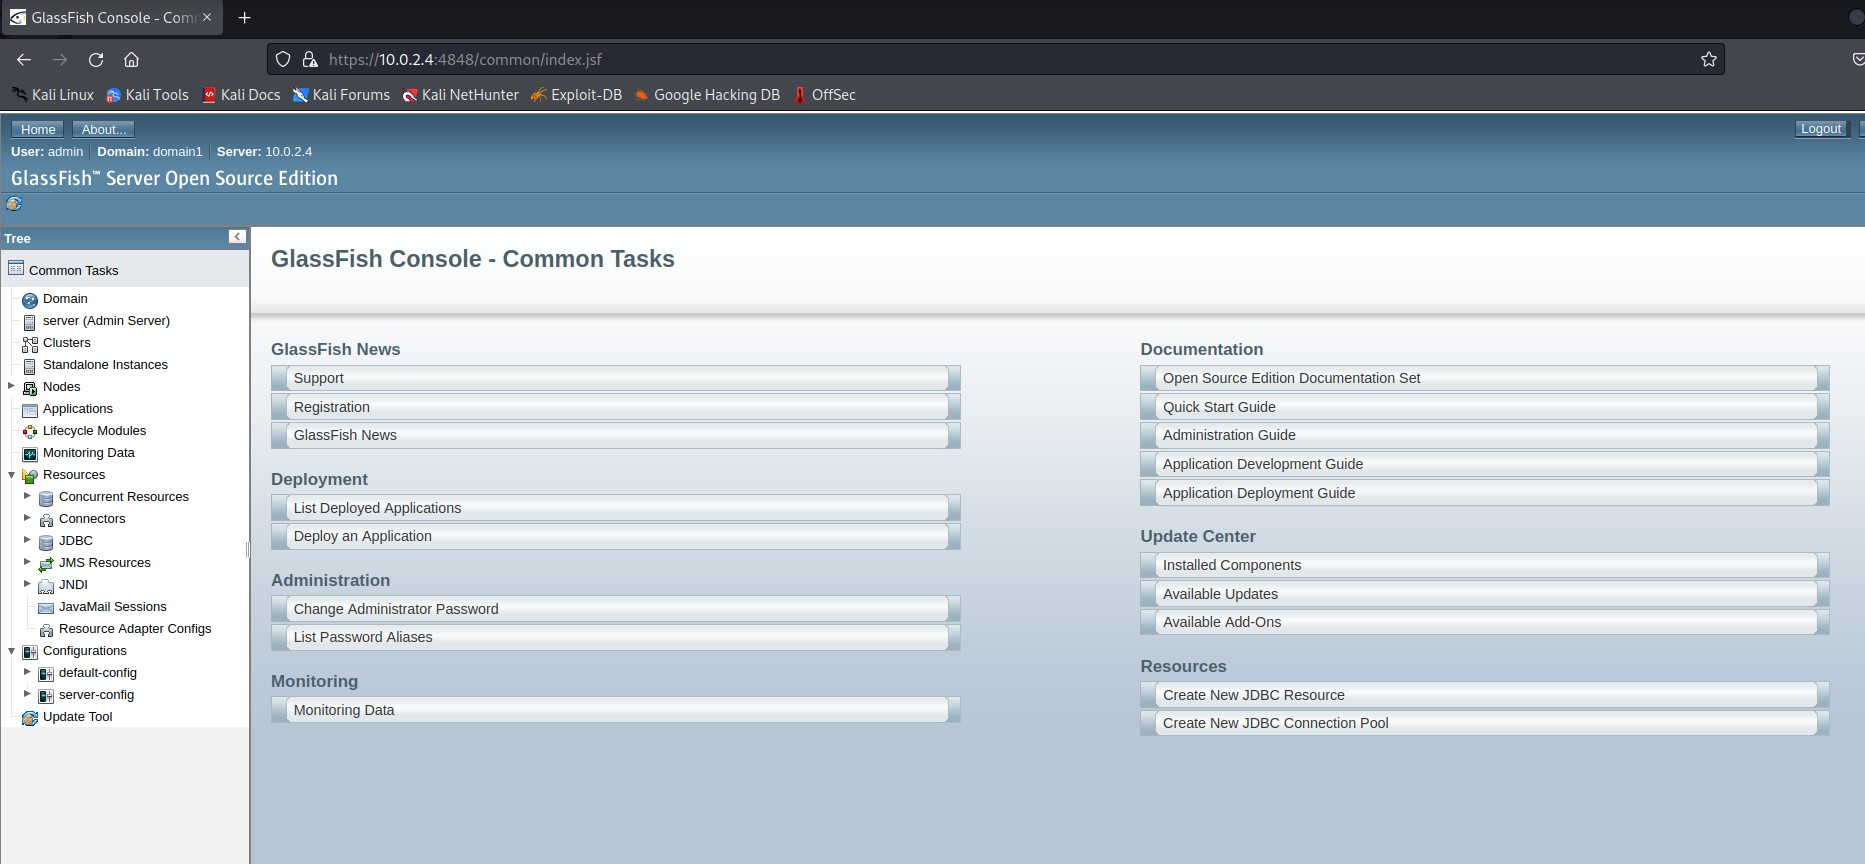 GlassFish Console - Com
https://10.0.2.4:4848/common/index.jsf
Kali Linux Kali Tools Kali Docs Kali Forums Kali NetHunter Exploit-DB Google Hacking DB OffSec
Home About... Logout
User: admin Domain: domain1 Server: 10.0.2.4
GlassFish™ Server Open Source Edition
Tree
Common Tasks
Domain
server (Admin Server)
Clusters
Standalone Instances
Nodes
Applications
Lifecycle Modules
Monitoring Data
Resources
Concurrent Resources
Connectors
JDBC
JMS Resources
JNDI
JavaMail Sessions
Resource Adapter Configs
Configurations
default-config
server-config
Update Tool
GlassFish Console - Common Tasks
GlassFish News
Support
Registration
GlassFish News
Deployment
List Deployed Applications
Deploy an Application
Administration
Change Administrator Password
List Password Aliases
Monitoring
Monitoring Data
Documentation
Open Source Edition Documentation Set
Quick Start Guide
Administration Guide
Application Development Guide
Application Deployment Guide
Update Center
Installed Components
Available Updates
Available Add-Ons
Resources
Create New JDBC Resource
Create New JDBC Connection Pool